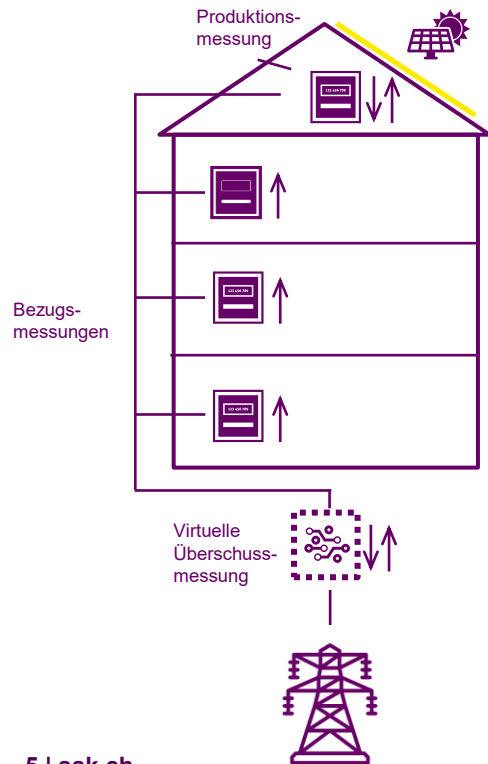 Produktions-
messung
Bezugs-
messungen
Virtuelle
Überschuss-
messung